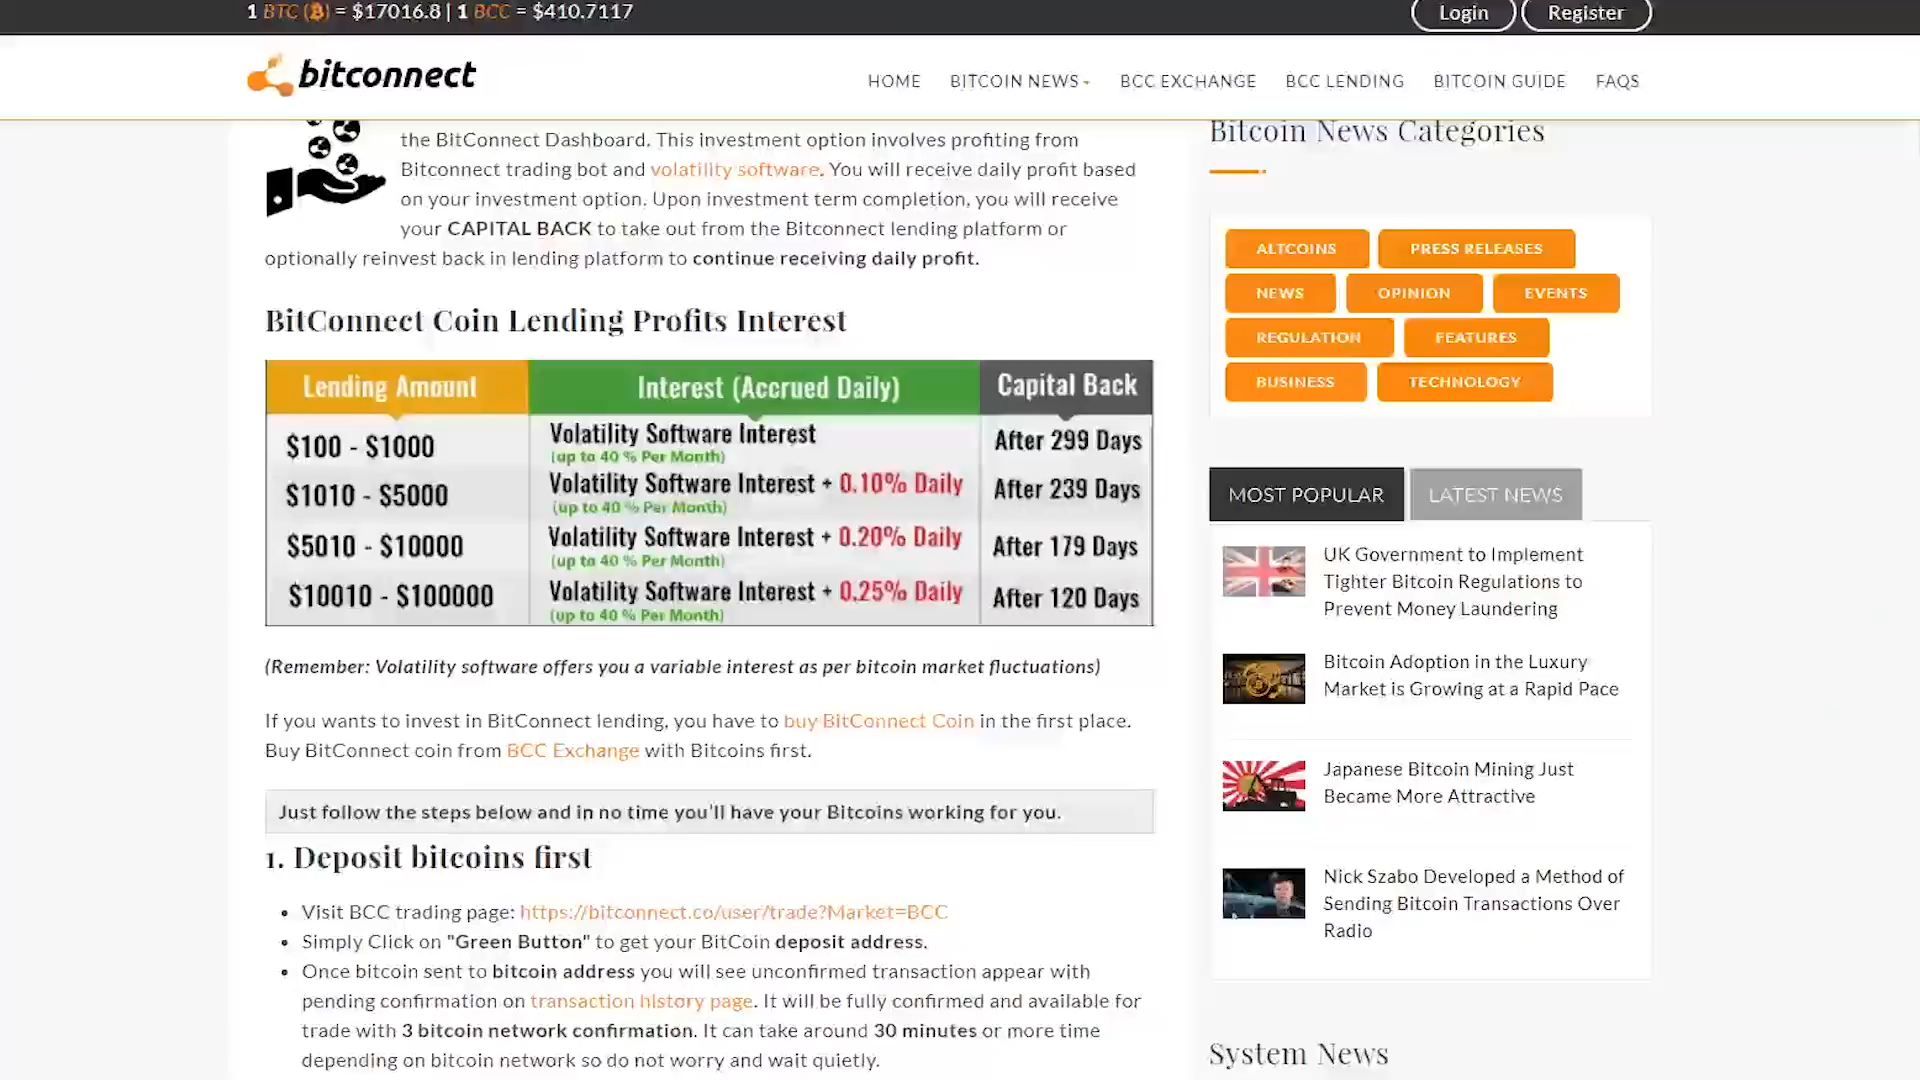 1 BTC (B) = $17016.8 | 1 BCC = $410.7117
Login
Register
bitconnect
HOME
BITCOIN NEWS
BCC EXCHANGE
BCC LENDING
BITCOIN GUIDE
FAQS
the BitConnect Dashboard. This investment option involves profiting from
Bitconnect trading bot and volatility software. You will receive daily profit based
on your investment option. Upon investment term completion, you will receive
your CAPITAL BACK to take out from the Bitconnect lending platform or
optionally reinvest back in lending platform to continue receiving daily profit.
BitConnect Coin Lending Profits Interest
Lending Amount
Interest (Accrued Daily)
Capital Back
$100 - $1000
Volatility Software Interest
(up to 40 % Per Month)
After 299 Days
$1010 - $5000
Volatility Software Interest + 0.10% Daily
(up to 40 % Per Month)
After 239 Days
$5010 - $10000
Volatility Software Interest + 0.20% Daily
(up to 40 % Per Month)
After 179 Days
$10010 - $100000
Volatility Software Interest + 0.25% Daily
(up to 40 % Per Month)
After 120 Days
(Remember: Volatility software offers you a variable interest as per bitcoin market fluctuations)
If you wants to invest in BitConnect lending, you have to buy BitConnect Coin in the first place.
Buy BitConnect coin from BCC Exchange with Bitcoins first.
Just follow the steps below and in no time you'll have your Bitcoins working for you.
1. Deposit bitcoins first
• Visit BCC trading page: https://bitconnect.co/user/trade?Market=BCC
• Simply Click on "Green Button" to get your BitCoin deposit address.
• Once bitcoin sent to bitcoin address you will see unconfirmed transaction appear with
pending confirmation on transaction history page. It will be fully confirmed and available for
trade with 3 bitcoin network confirmation. It can take around 30 minutes or more time
depending on bitcoin network so do not worry and wait quietly.
Bitcoin News Categories
ALTCOINS
PRESS RELEASES
NEWS
OPINION
EVENTS
REGULATION
FEATURES
BUSINESS
TECHNOLOGY
MOST POPULAR
LATEST NEWS
UK Government to Implement
Tighter Bitcoin Regulations to
Prevent Money Laundering
Bitcoin Adoption in the Luxury
Market is Growing at a Rapid Pace
Japanese Bitcoin Mining Just
Became More Attractive
Nick Szabo Developed a Method of
Sending Bitcoin Transactions Over
Radio
System News